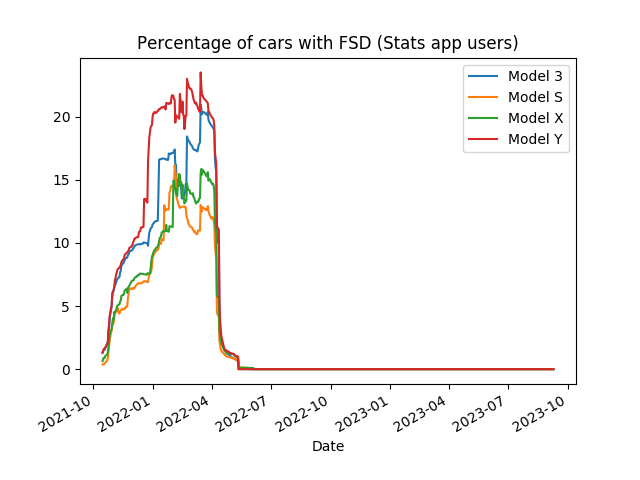 Percentage of cars with FSD (Stats app users)
Model 3
Model S
Model X
Model Y
20
15
10
5
0
2021-10
2022-01
2022-04
2022-07
2022-10
2023-01
2023-04
2023-07
2023-10
Date